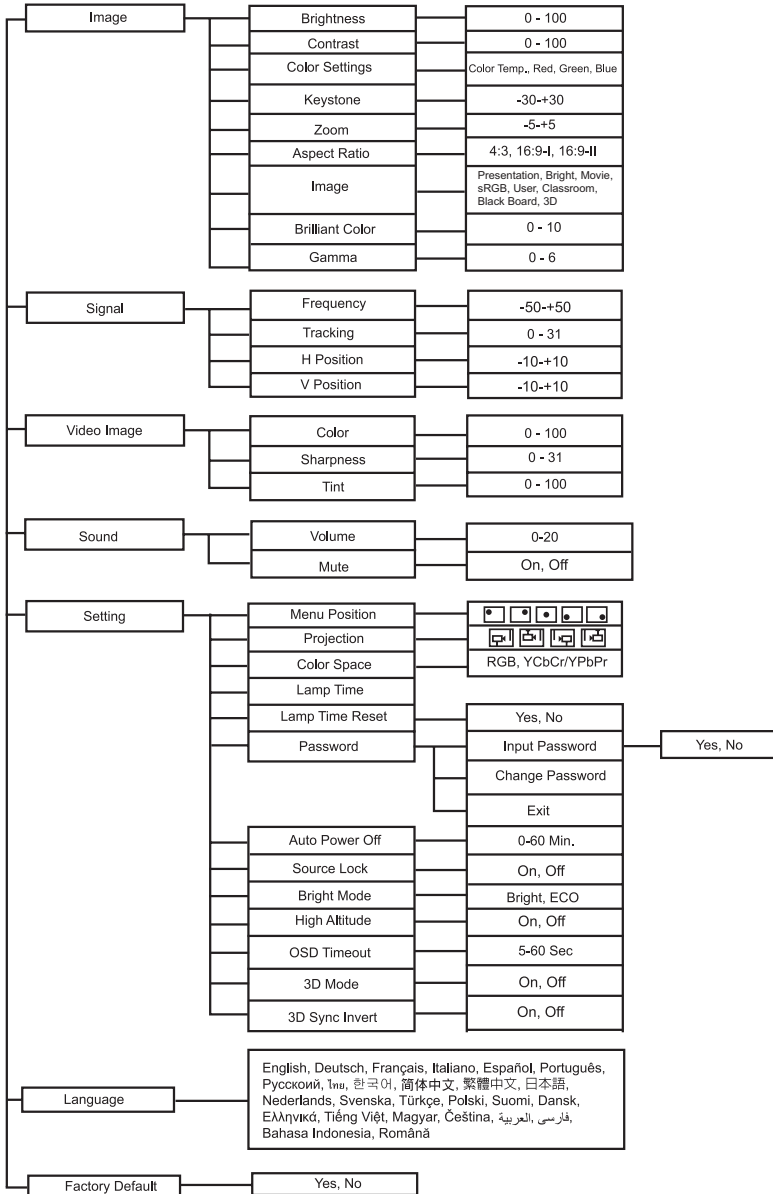 Image
Brightness
0 - 100
Contrast
0 - 100
Color Settings
Color Temp., Red, Green, Blue
Keystone
-30-+30
Zoom
-5-+5
Aspect Ratio
4:3, 16:9-I, 16:9-II
Image
Presentation, Bright, Movie,
sRGB, User, Classroom,
Black Board, 3D
Brilliant Color
0 - 10
Gamma
0 - 6
Signal
Frequency
-50-+50
Tracking
0 - 31
H Position
-10-+10
V Position
-10-+10
Video Image
Color
0 - 100
Sharpness
0 - 31
Tint
0 - 100
Sound
Volume
0-20
Mute
On, Off
Setting
Menu Position
Projection
Color Space
RGB, YCbCr/YPbPr
Lamp Time
Lamp Time Reset
Yes, No
Password
Input Password
Yes, No
Change Password
Exit
Auto Power Off
0-60 Min.
Source Lock
On, Off
Bright Mode
Bright, ECO
High Altitude
On, Off
OSD Timeout
5-60 Sec
3D Mode
On, Off
3D Sync Invert
On, Off
Language
English, Deutsch, Français, Italiano, Español, Português,
Русскоий, ไทย, 한국어, 简体中文, 繁體中文, 日本語,
Nederlands, Svenska, Türkçe, Polski, Suomi, Dansk,
Ελληνικά, Tiếng Việt, Magyar, Čeština, العربية, فارسی,
Bahasa Indonesia, Română
Factory Default
Yes, No